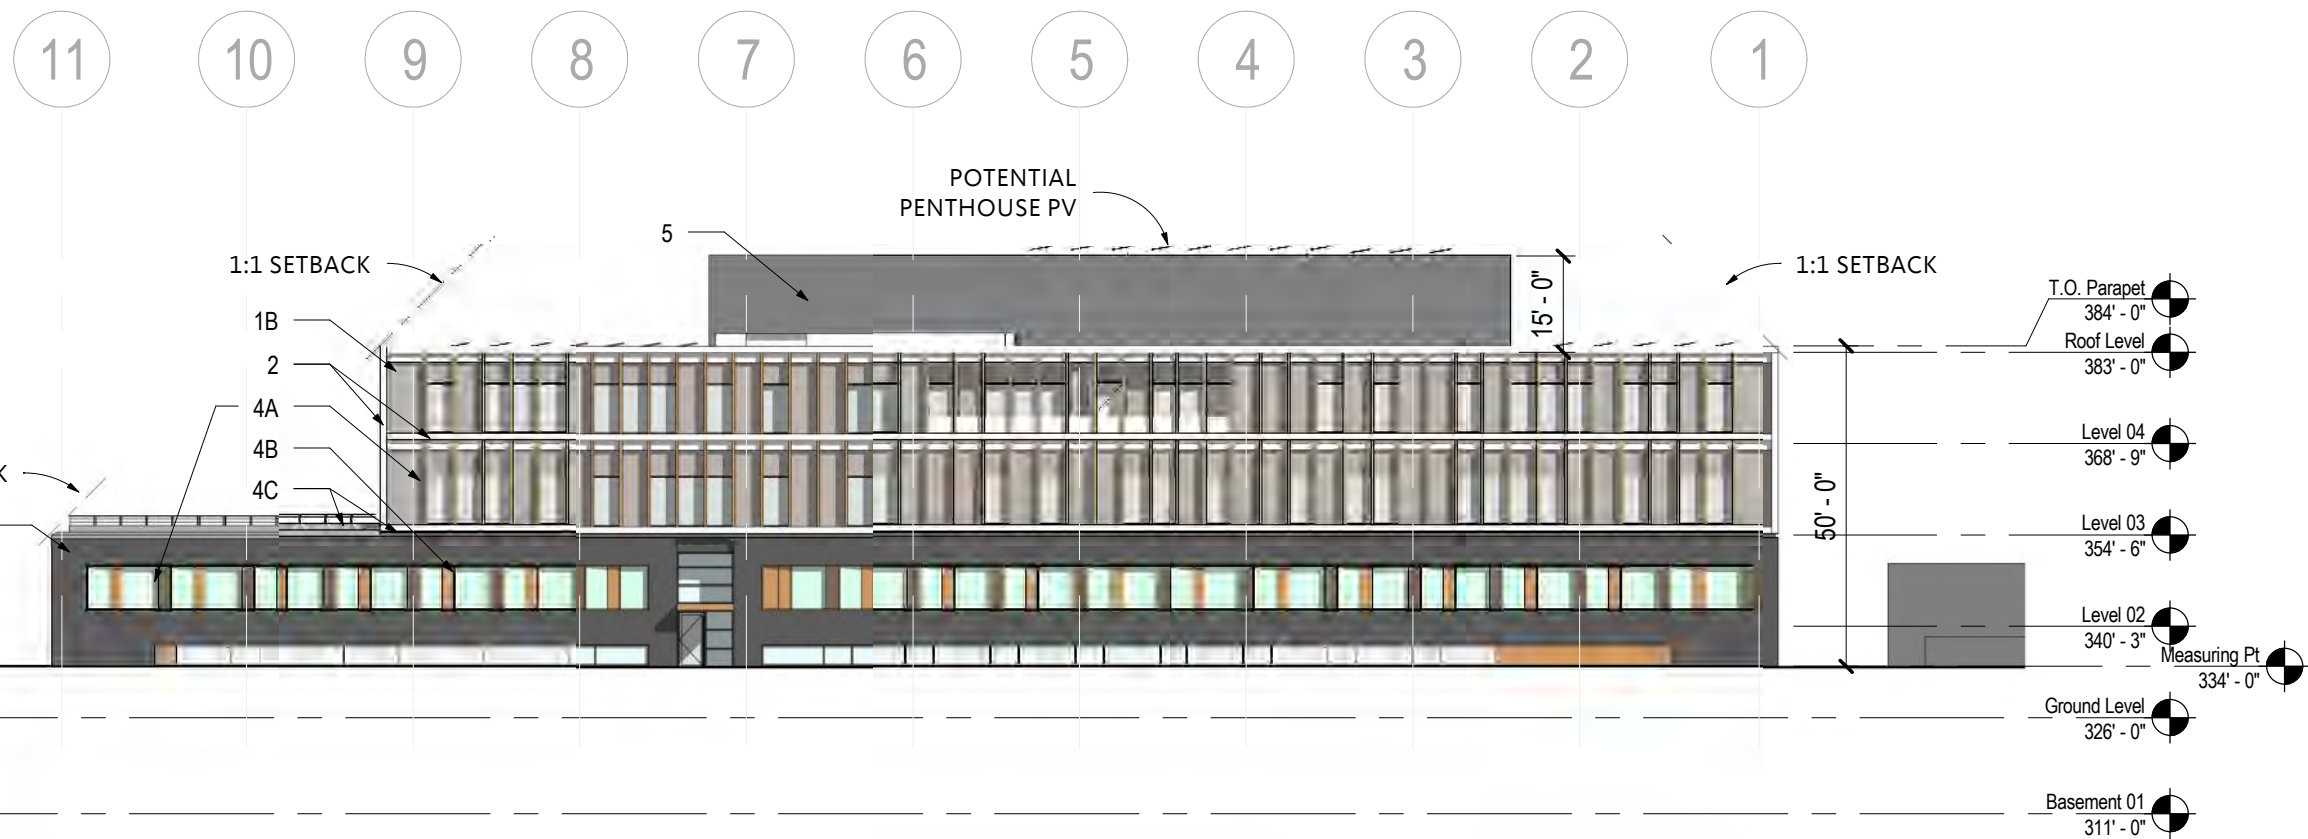 11 10 9 8 7 6 5 4 3 2 1
POTENTIAL
PENTHOUSE PV
5
1:1 SETBACK
1:1 SETBACK
1B
2
4A
4B
4C
K
15' - 0"
50' - 0"
T.O. Parapet
384' - 0"
Roof Level
383' - 0"
Level 04
368' - 9"
Level 03
354' - 6"
Level 02
340' - 3"
Measuring Pt
334' - 0"
Ground Level
326' - 0"
Basement 01
311' - 0"